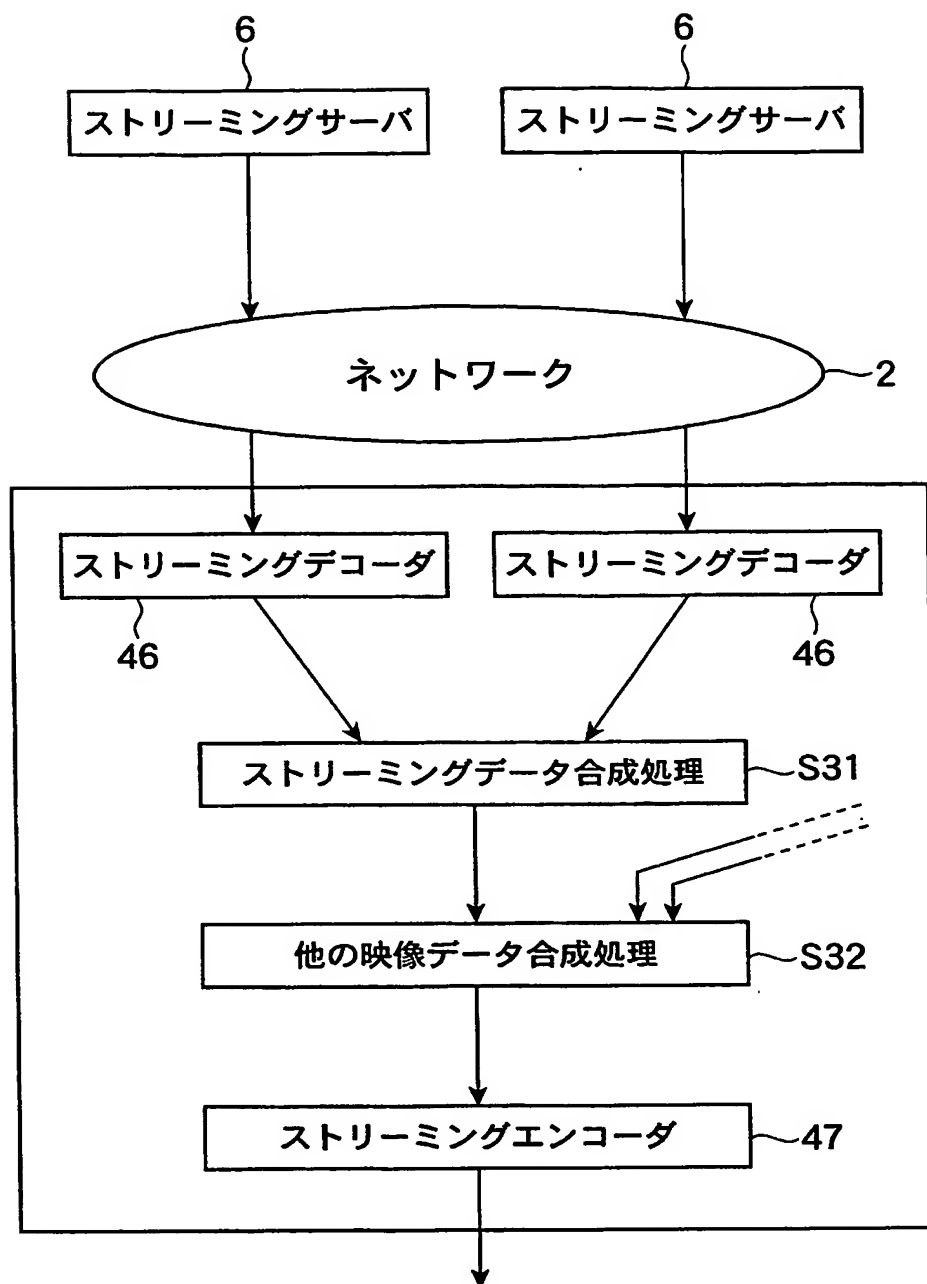 6
6
ストリーミングサーバ
ストリーミングサーバ
ネットワーク
2
ストリーミングデコーダ
ストリーミングデコーダ
46
46
ストリーミングデータ合成処理
S31
他の映像データ合成処理
S32
ストリーミングエンコーダ
47